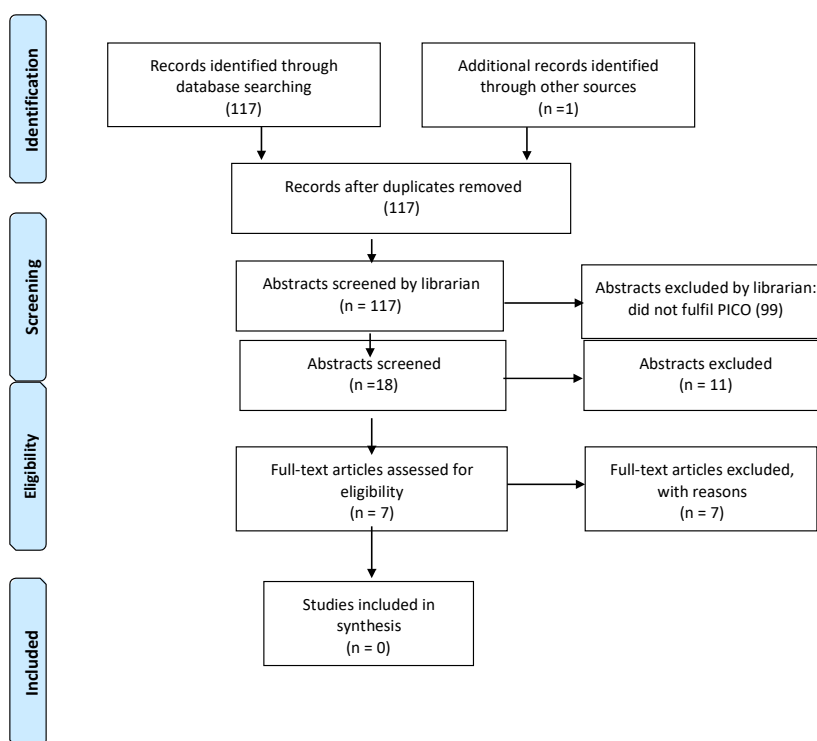 Identification
Records identified through
database searching
(117)
Additional records identified
through other sources
(n =1)
Records after duplicates removed
(117)
Screening
Abstracts screened by librarian
(n = 117)
Abstracts excluded by librarian:
did not fulfil PICO (99)
Abstracts screened
(n =18)
Abstracts excluded
(n = 11)
Eligibility
Full-text articles assessed for
eligibility
(n = 7)
Full-text articles excluded,
with reasons
(n = 7)
Included
Studies included in
synthesis
(n = 0)